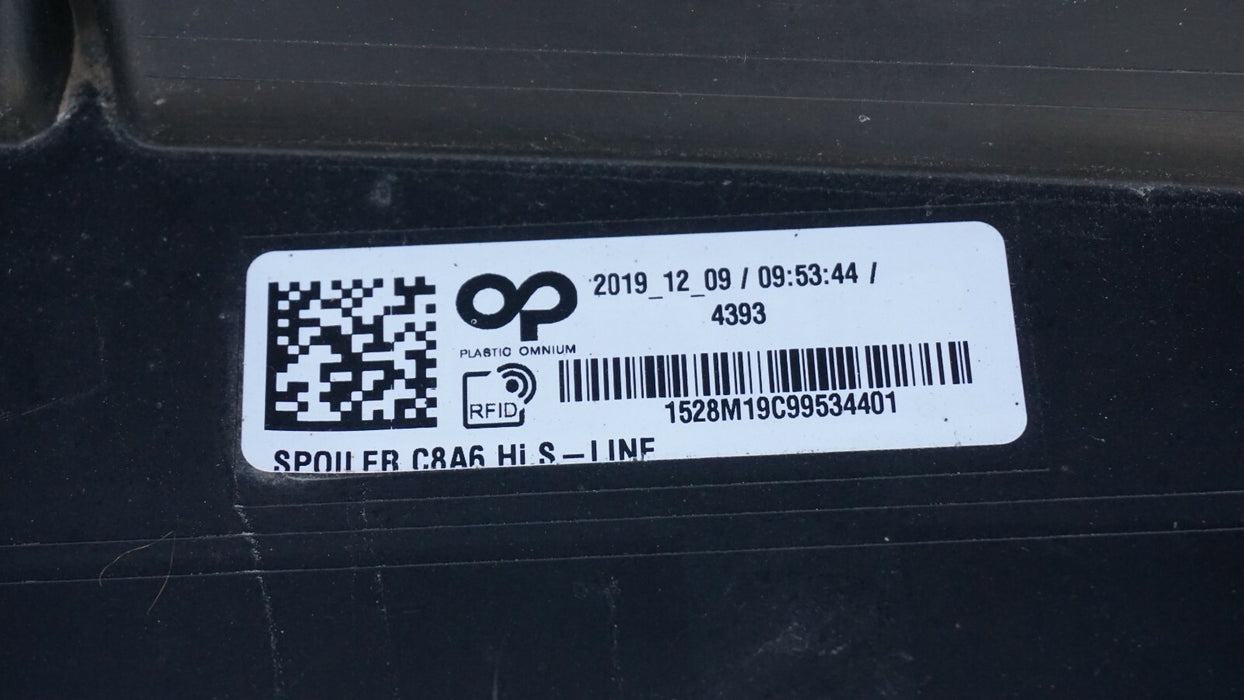 2019_12_09 / 09:53:44 /
4393
OP
PLASTIC OMNIUM
RFID
1528M19C99534401
SPOILER C8A6 Hi S-LINE